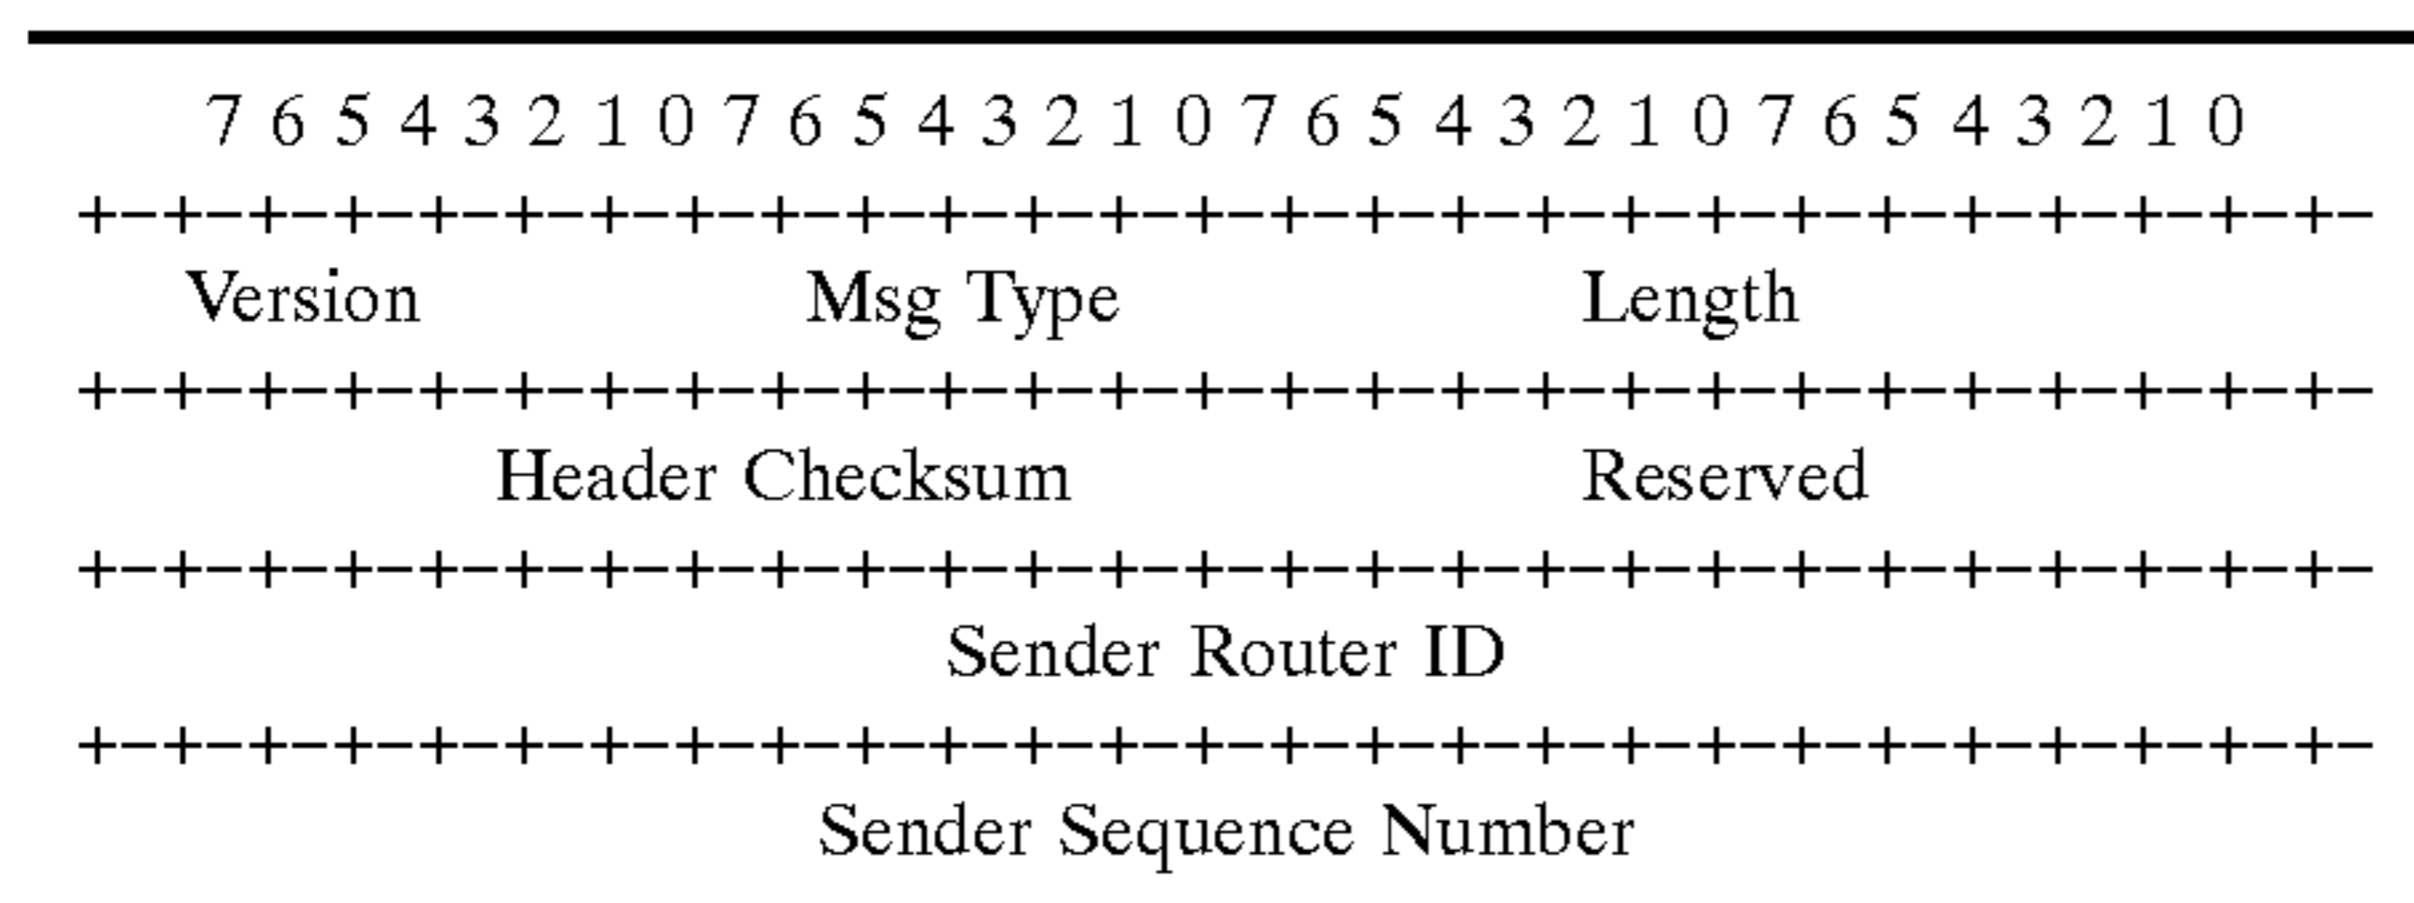 7 6 5 4 3 2 1 0 7 6 5 4 3 2 1 0 7 6 5 4 3 2 1 0 7 6 5 4 3 2 1 0
+-+-+-+-+-+-+-+-+-+-+-+-+-+-+-+-+-+-+-+-+-+-+-+-+-+-+-
Version Msg Type Length
+-+-+-+-+-+-+-+-+-+-+-+-+-+-+-+-+-+-+-+-+-+-+-+-+-+-+-
Header Checksum Reserved
+-+-+-+-+-+-+-+-+-+-+-+-+-+-+-+-+-+-+-+-+-+-+-+-+-+-+-
Sender Router ID
+-+-+-+-+-+-+-+-+-+-+-+-+-+-+-+-+-+-+-+-+-+-+-+-+-+-+-
Sender Sequence Number